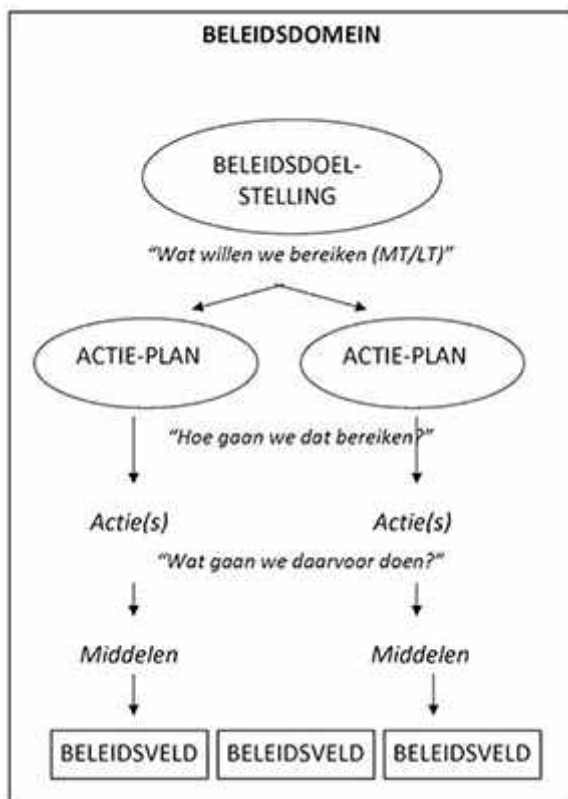 BELEIDSDOMEIN
BELEIDSDOEL-
STELLING
"Wat willen we bereiken (MT/LT)"
ACTIE-PLAN ACTIE-PLAN
"Hoe gaan we dat bereiken?"
Actie(s) Actie(s)
"Wat gaan we daarvoor doen?"
Middelen Middelen
BELEIDSVELD BELEIDSVELD BELEIDSVELD